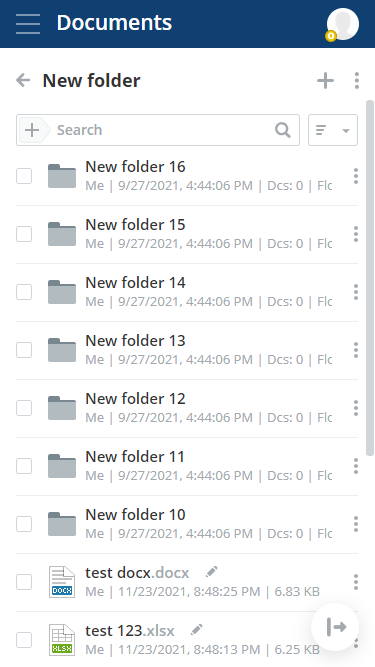 Documents
New folder
Search
New folder 16
Me | 9/27/2021, 4:44:06 PM | Dcs: 0 | Flc
New folder 15
Me | 9/27/2021, 4:44:06 PM | Dcs: 0 | Flc
New folder 14
Me | 9/27/2021, 4:44:06 PM | Dcs: 0 | Flc
New folder 13
Me | 9/27/2021, 4:44:06 PM | Dcs: 0 | Flc
New folder 12
Me | 9/27/2021, 4:44:06 PM | Dcs: 0 | Flc
New folder 11
Me | 9/27/2021, 4:44:06 PM | Dcs: 0 | Flc
New folder 10
Me | 9/27/2021, 4:44:06 PM | Dcs: 0 | Flc
test docx.docx
DOCX
Me | 11/23/2021, 8:48:25 PM | 6.83 KB
test 123.xlsx
XLSX
Me | 11/23/2021, 8:48:13 PM | 6.25 KB